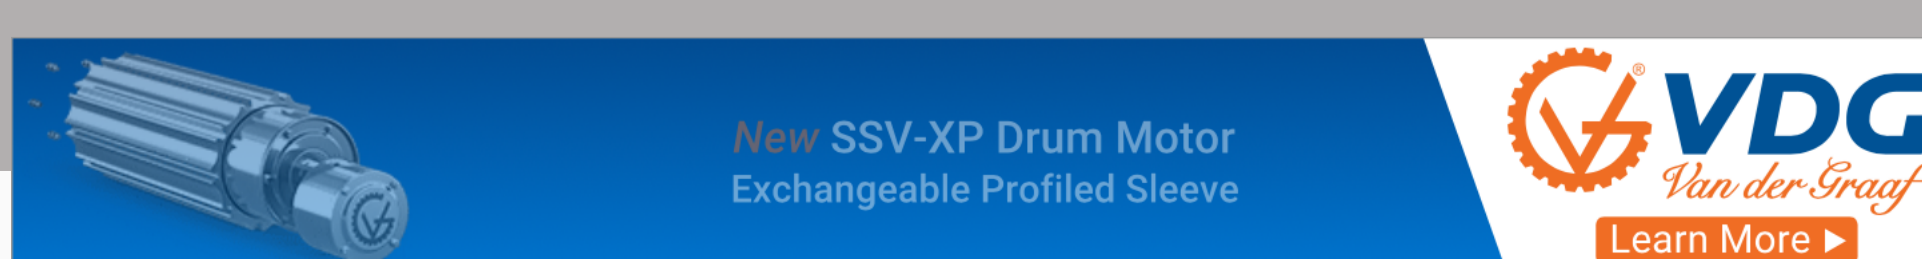 New SSV-XP Drum Motor
Exchangeable Profiled Sleeve
®
VDG
Van der Graaf
Learn More